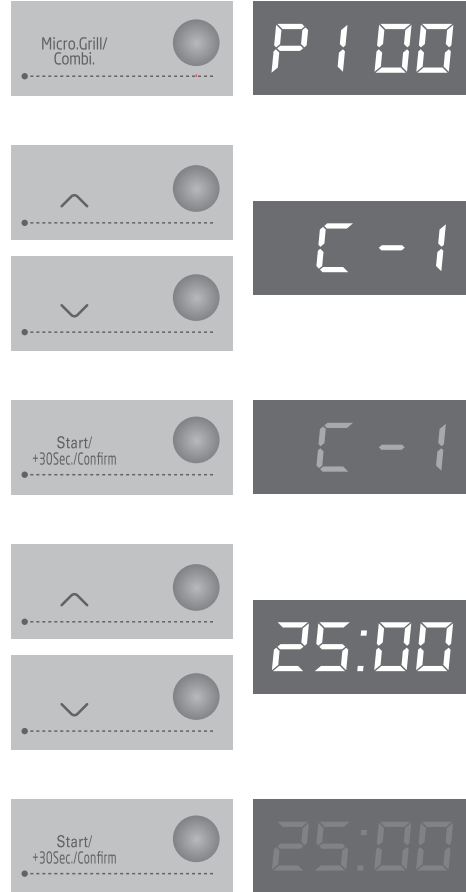 Micro.Grill/
Combi.
P100
C-1
Start/
+30Sec./Confirm
C-1
25:00
Start/
+30Sec./Confirm
25:00